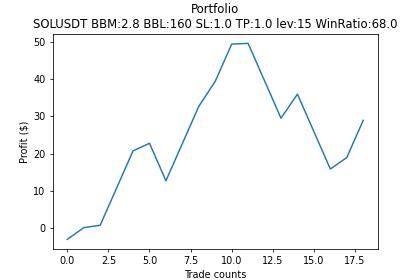 Portfolio
SOLUSDT BBM:2.8 BBL:160 SL:1.0 TP:1.0 lev:15 WinRatio:68.0
50
40
30
20
10
0
Profit ($)
0.0 2.5 5.0 7.5 10.0 12.5 15.0 17.5
Trade counts